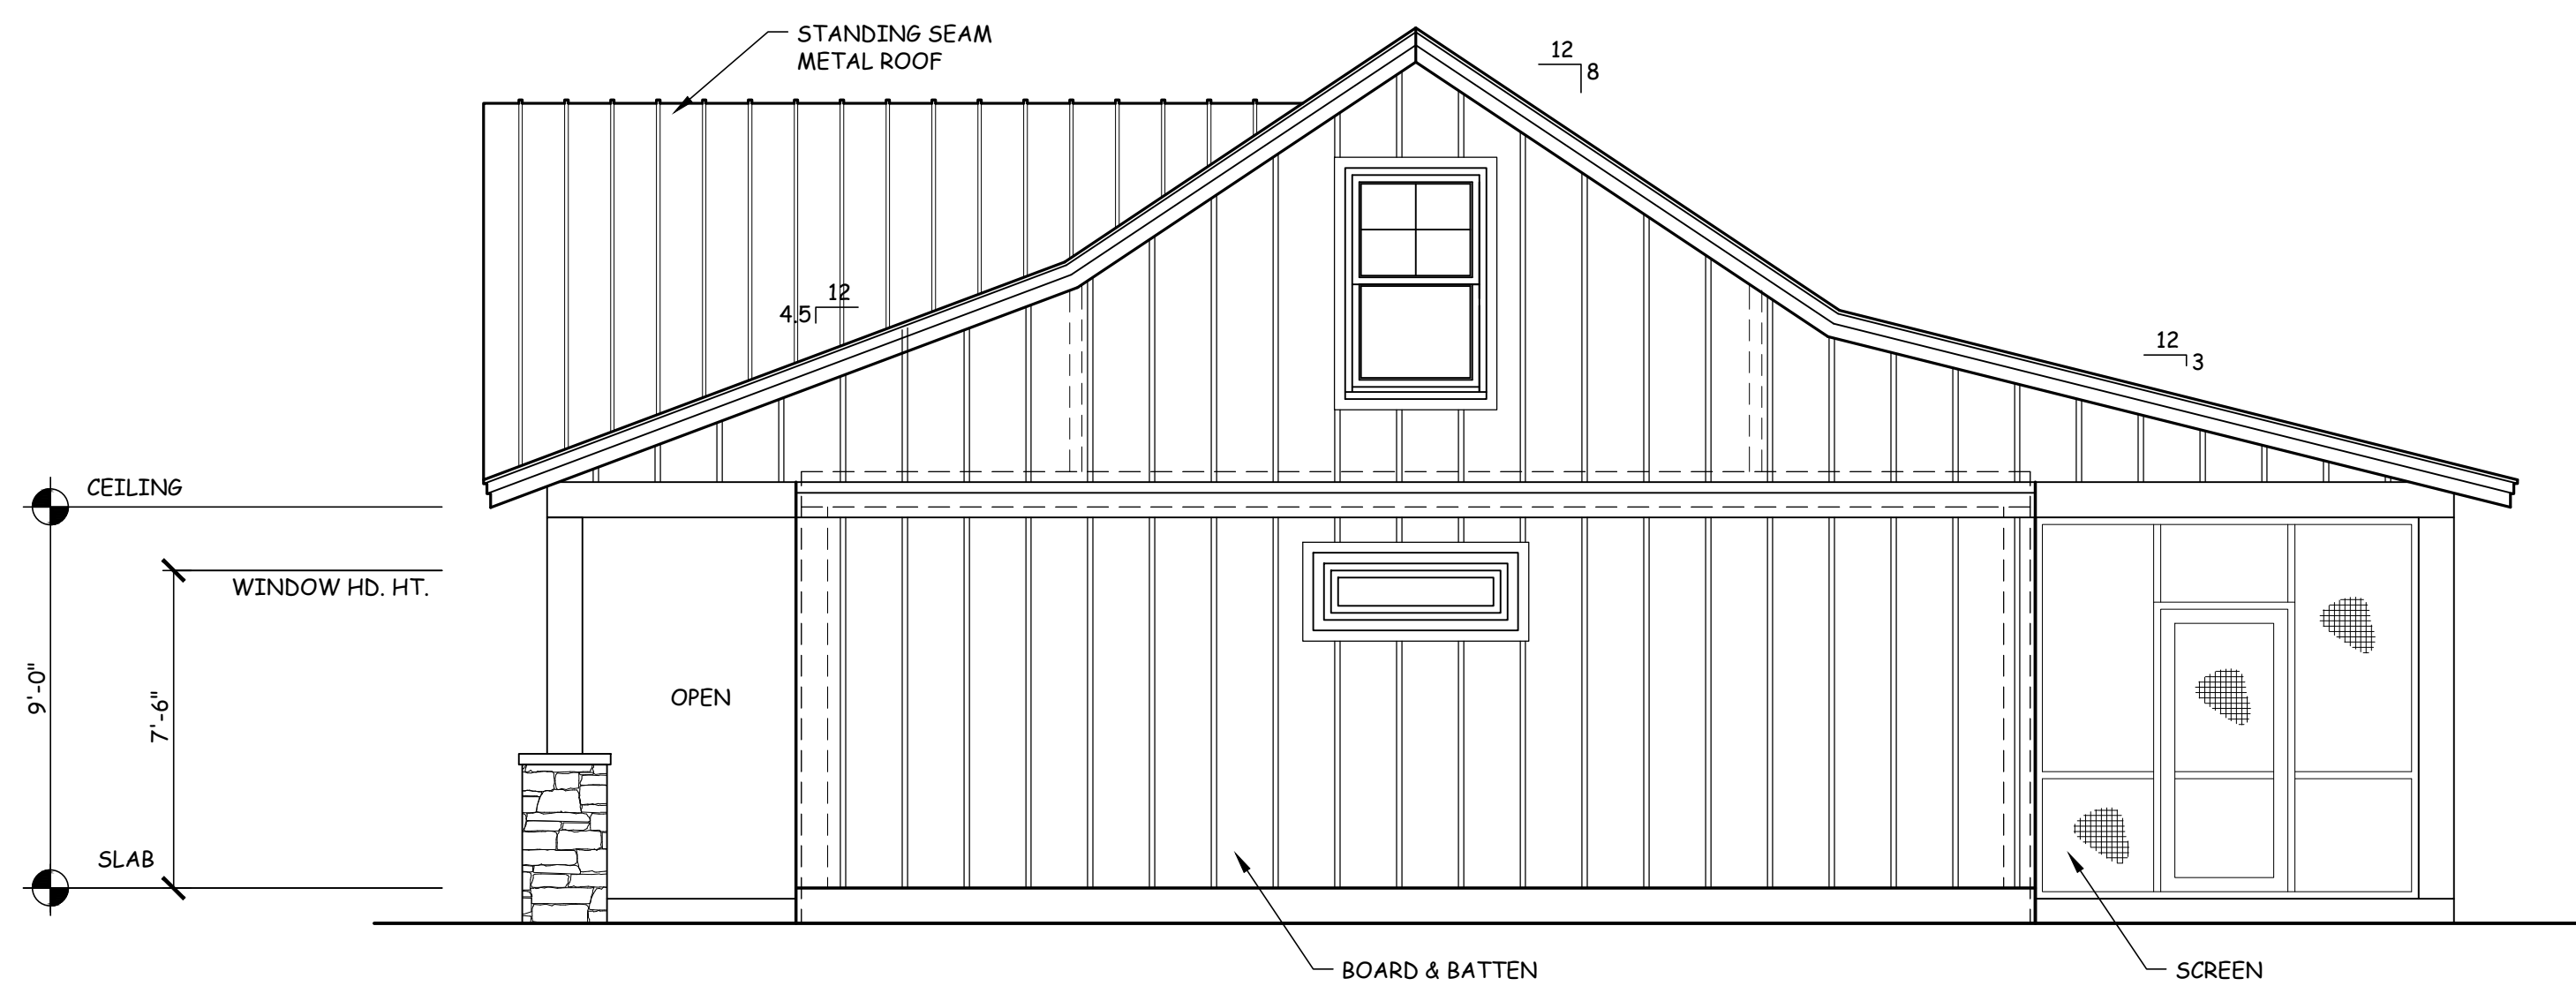 STANDING SEAM
METAL ROOF
12
8
12
4.5
12
3
CEILING
WINDOW HD. HT.
9'-0"
7'-6"
OPEN
SLAB
BOARD & BATTEN
SCREEN